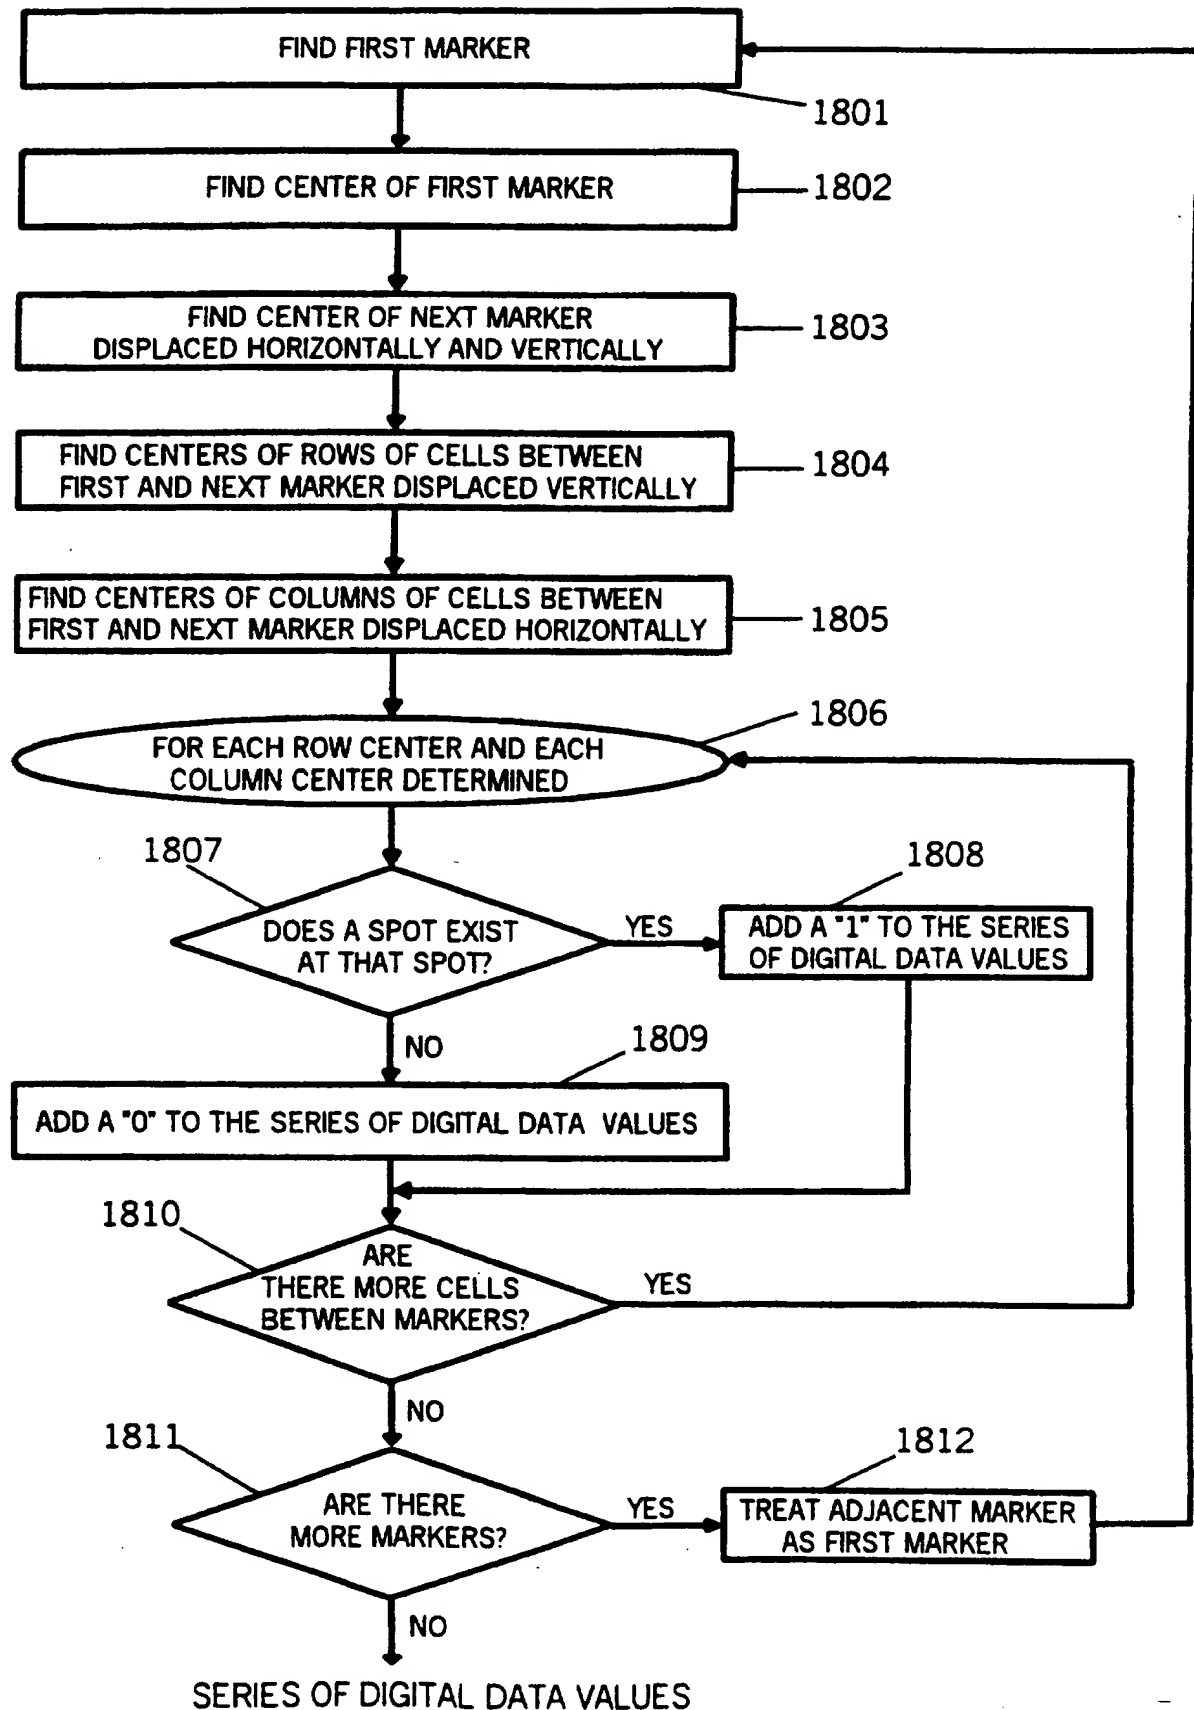 FIND FIRST MARKER
1801
FIND CENTER OF FIRST MARKER
1802
FIND CENTER OF NEXT MARKER
DISPLACED HORIZONTALLY AND VERTICALLY
1803
FIND CENTERS OF ROWS OF CELLS BETWEEN
FIRST AND NEXT MARKER DISPLACED VERTICALLY
1804
FIND CENTERS OF COLUMNS OF CELLS BETWEEN
FIRST AND NEXT MARKER DISPLACED HORIZONTALLY
1805
1806
FOR EACH ROW CENTER AND EACH
COLUMN CENTER DETERMINED
1807
DOES A SPOT EXIST
AT THAT SPOT?
YES
1808
ADD A "1" TO THE SERIES
OF DIGITAL DATA VALUES
NO
1809
ADD A "0" TO THE SERIES OF DIGITAL DATA VALUES
1810
ARE
THERE MORE CELLS
BETWEEN MARKERS?
YES
NO
1811
ARE THERE
MORE MARKERS?
YES
1812
TREAT ADJACENT MARKER
AS FIRST MARKER
NO
SERIES OF DIGITAL DATA VALUES